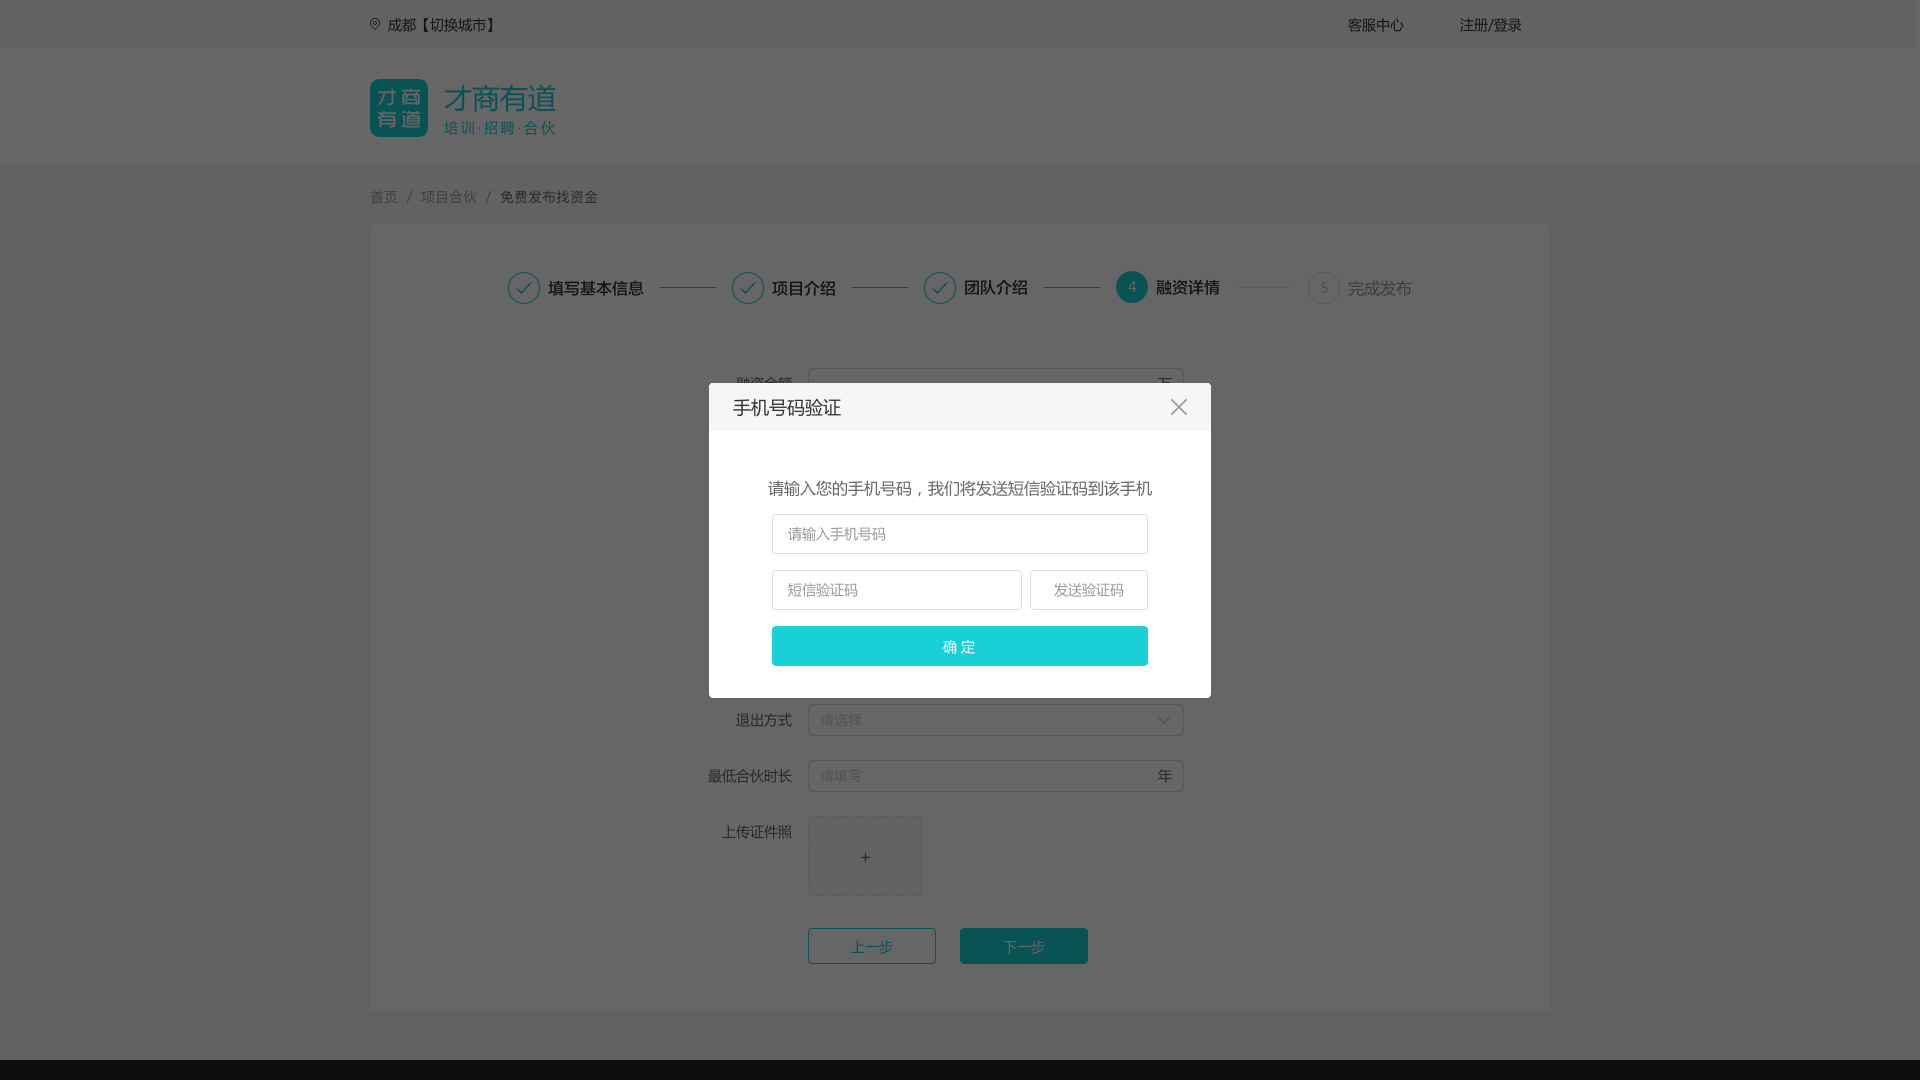 成都【切换城市】
客服中心
注册/登录
才商
有道
才商有道
培训·招聘·合伙
首页 / 项目合伙 / 免费发布找资金
填写基本信息
项目介绍
团队介绍
4 融资详情
5 完成发布
手机号码验证
请输入您的手机号码，我们将发送短信验证码到该手机
请输入手机号码
短信验证码
发送验证码
确 定
退出方式
请选择
最低合伙时长
请填写
年
上传证件照
+
上一步
下一步